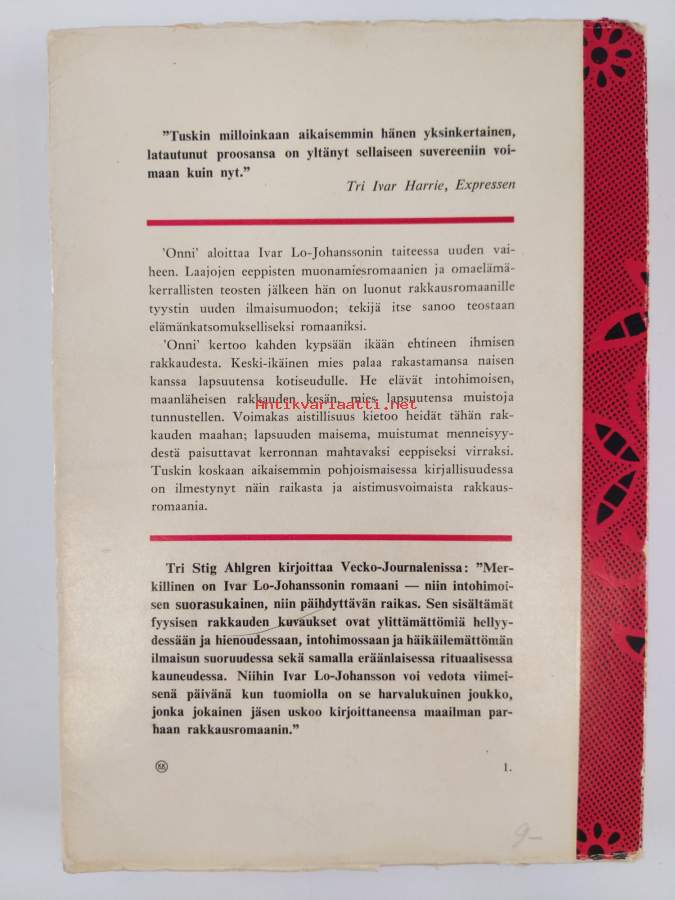 ”Tuskin milloinkaan aikaisemmin hänen yksinkertainen,
latautunut proosansa on yltänyt sellaiseen suvereeniin voi-
maan kuin nyt.”
Tri Ivar Harrie, Expressen
’Onni’ aloittaa Ivar Lo-Johanssonin taiteessa uuden vai-
heen. Laajojen eeppisten muonamiesromaanien ja omaelämä-
kerrallisten teosten jälkeen hän on luonut rakkausromaanille
tyystin uuden ilmaisumuodon; tekijä itse sanoo teostaan
elämänkatsomukselliseksi romaaniksi.
’Onni’ kertoo kahden kypsään ikään ehtineen ihmisen
rakkaudesta. Keski-ikäinen mies palaa rakastamansa naisen
kanssa lapsuutensa kotiseudulle. He elävät intohimoisen,
maanläheisen rakkauden kesän, mies lapsuutensa muistoja
Antikvariaatti.net
tunnustellen. Voimakas aistillisuus kietoo heidät tähän rak-
kauden maahan; lapsuuden maisema, muistumat menneisyy-
destä paisuttavat kerronnan mahtavaksi eeppiseksi virraksi.
Tuskin koskaan aikaisemmin pohjoismaisessa kirjallisuudessa
on ilmestynyt näin raikasta ja aistimusvoimaista rakkaus-
romaania.
Tri Stig Ahlgren kirjoittaa Vecko-Journalenissa: ”Mer-
killinen on Ivar Lo-Johanssonin romaani — niin intohimoi-
sen suorasukainen, niin päihdyttävän raikas. Sen sisältämät
fyysisen rakkauden kuvaukset ovat ylittämättömiä hellyy-
dessään ja hienoudessaan, intohimossaan ja häikäilemättömän
ilmaisun suoruudessa sekä samalla eräänlaisessa rituaalisessa
kauneudessa. Niihin Ivar Lo-Johansson voi vedota viimei-
senä päivänä kun tuomiolla on se harvalukuinen joukko,
jonka jokainen jäsen uskoo kirjoittaneensa maailman par-
haan rakkausromaanin.”
KK
1.
9–